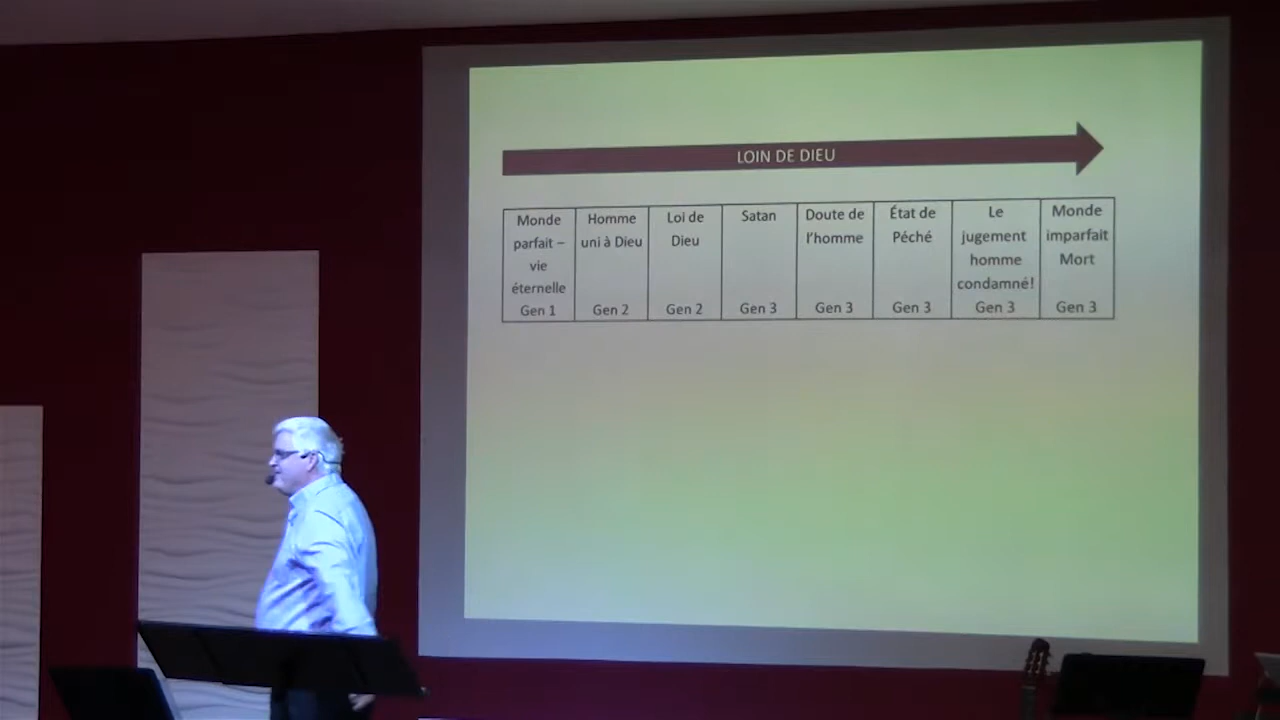 LOIN DE DIEU
Monde
parfait –
vie
éternelle
Gen 1
Homme
uni à Dieu
Gen 2
Loi de
Dieu
Gen 2
Satan
Gen 3
Doute de
l'homme
Gen 3
État de
Péché
Gen 3
Le
jugement
homme
condamné!
Gen 3
Monde
imparfait
Mort
Gen 3